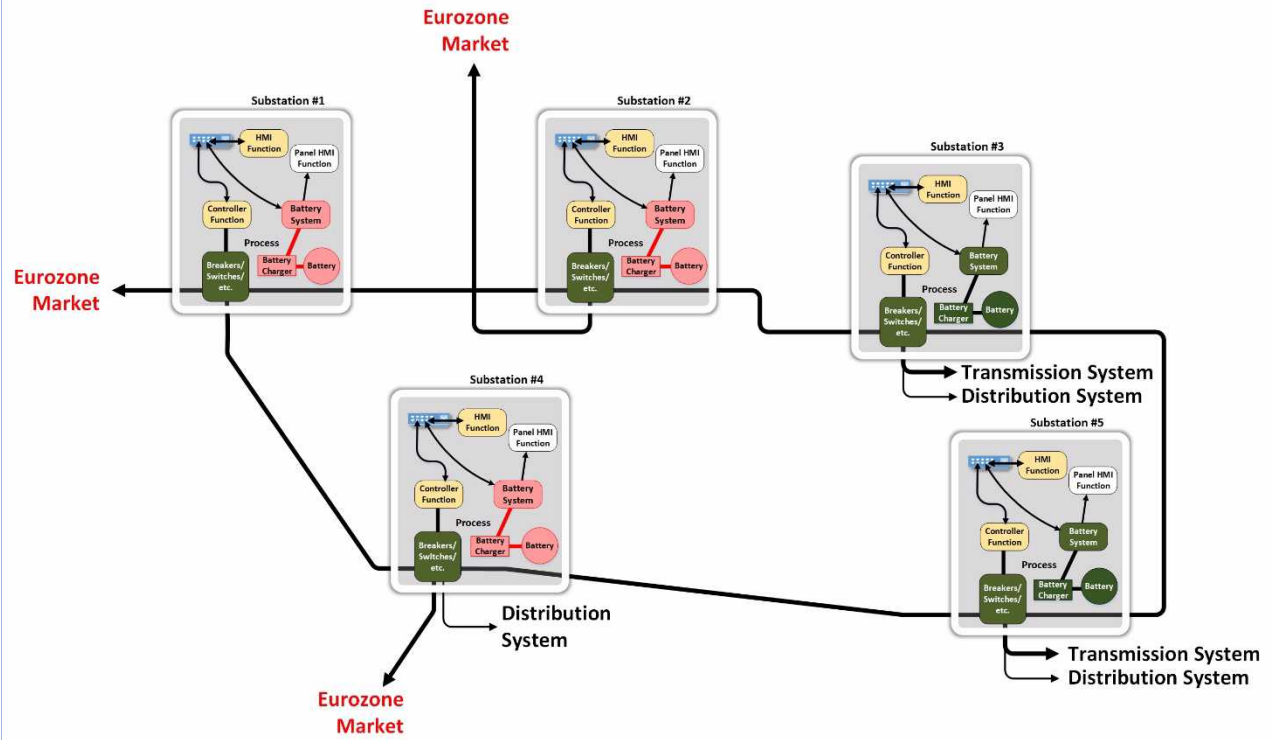 Eurozone
Market
Substation #1
HMI
Function
Panel HMI
Function
Controller
Function
Battery
System
Process
Breakers/
Switches/
etc.
Battery
Charger
Battery
Eurozone
Market
Substation #2
HMI
Function
Panel HMI
Function
Controller
Function
Battery
System
Process
Breakers/
Switches/
etc.
Battery
Charger
Battery
Substation #3
HMI
Function
Panel HMI
Function
Controller
Function
Battery
System
Process
Breakers/
Switches/
etc.
Battery
Charger
Battery
Transmission System
Distribution System
Substation #4
HMI
Function
Panel HMI
Function
Controller
Function
Battery
System
Process
Breakers/
Switches/
etc.
Battery
Charger
Battery
Distribution
System
Eurozone
Market
Substation #5
HMI
Function
Panel HMI
Function
Controller
Function
Battery
System
Process
Breakers/
Switches/
etc.
Battery
Charger
Battery
Transmission System
Distribution System